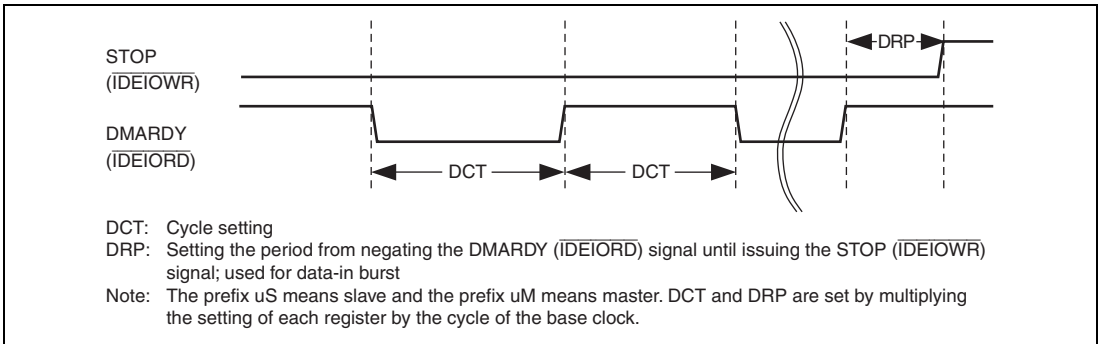 STOP
(IDEIOWR)
DRP
DMARDY
(IDEIORD)
DCT
DCT
DCT: Cycle setting
DRP: Setting the period from negating the DMARDY (IDEIORD) signal until issuing the STOP (IDEIOWR)
signal; used for data-in burst
Note: The prefix uS means slave and the prefix uM means master. DCT and DRP are set by multiplying
the setting of each register by the cycle of the base clock.